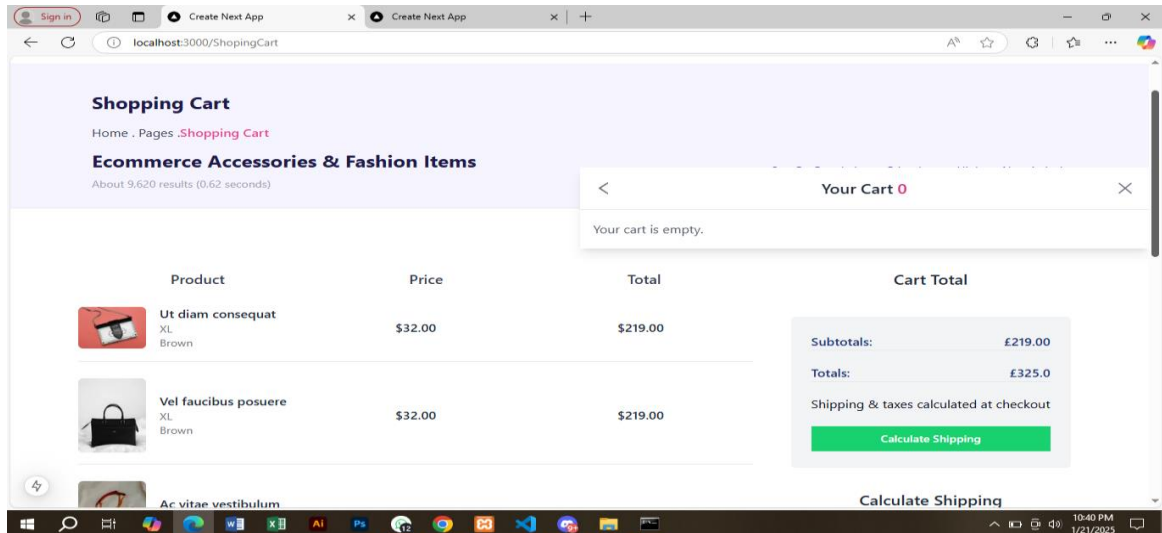 Sign in
Create Next App
Create Next App
localhost:3000/ShopingCart
Shopping Cart
Home . Pages .Shopping Cart
Ecommerce Accessories & Fashion Items
About 9,620 results (0.62 seconds)
Your Cart 0
Your cart is empty.
Product Price Total Cart Total
Ut diam consequat
XL
Brown
$32.00
$219.00
Subtotals: £219.00
Totals: £325.0
Shipping & taxes calculated at checkout
Calculate Shipping
Vel faucibus posuere
XL
Brown
$32.00
$219.00
Ac vitae vestibulum
Calculate Shipping
10:40 PM
1/21/2025